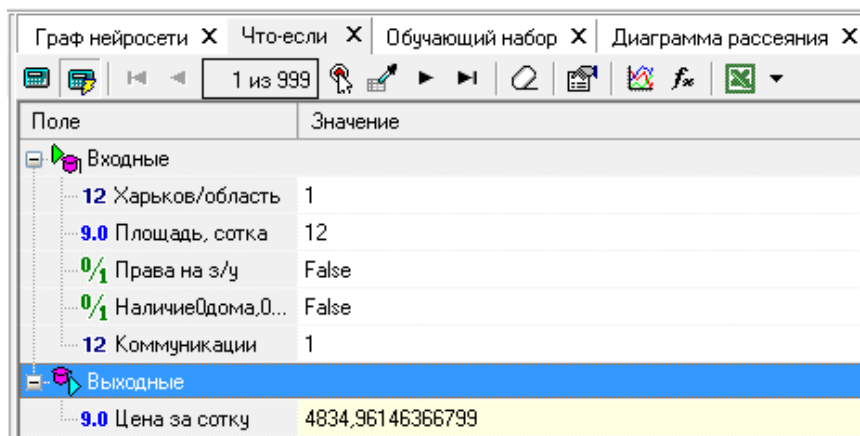 Граф нейросети X Что-если X Обучающий набор X Диаграмма рассеяния X
1 из 999 fx
Поле Значение
Входные
12 Харьков/область 1
9.0 Площадь, сотка 12
0/1 Права на з/у False
0/1 Наличие0дома,0... False
12 Коммуникации 1
Выходные
9.0 Цена за сотку 4834,96146366799